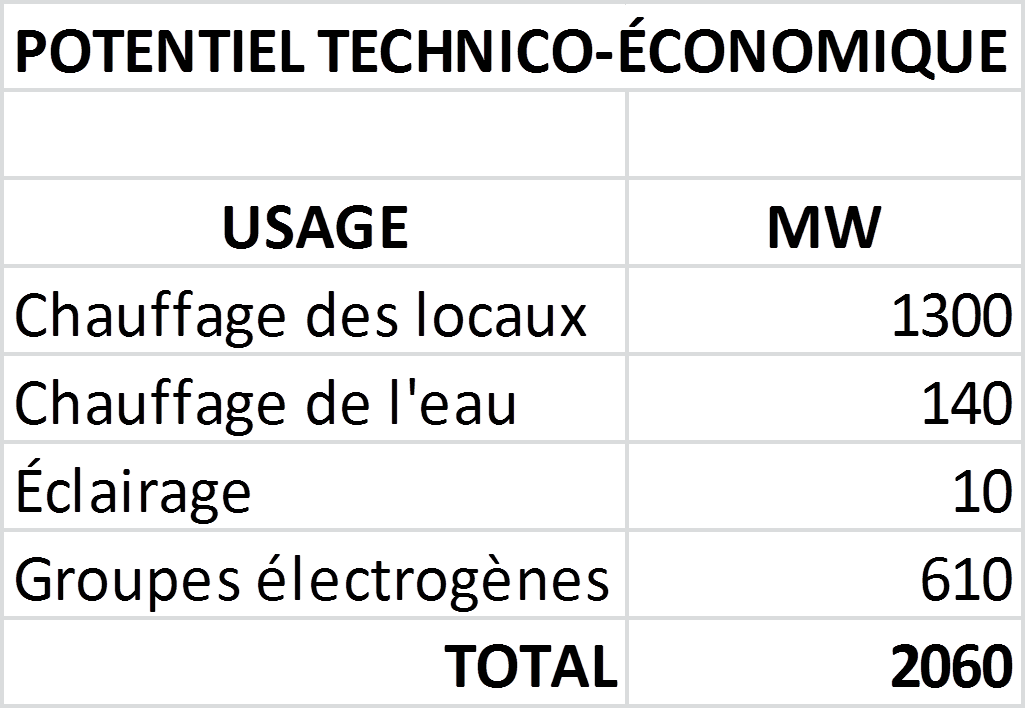 POTENTIEL TECHNICO-ÉCONOMIQUE
USAGE MW
Chauffage des locaux 1300
Chauffage de l'eau 140
Éclairage 10
Groupes électrogènes 610
TOTAL 2060